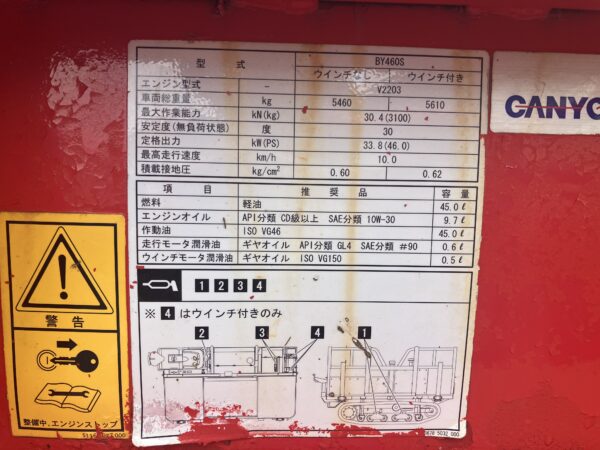 型 式 BY460S
ウインチなし ウインチ付き
エンジン型式 － V2203
車両総重量 kg 5460 5610
最大作業能力 kN(kg) 30.4(3100)
安定度(無負荷状態) 度 30
定格出力 kW(PS) 33.8(46.0)
最高走行速度 km/h 10.0
積載接地圧 kg/cm² 0.60 0.62
項 目 推 奨 品 容 量
燃料 軽油 45.0ℓ
エンジンオイル API分類 CD級以上 SAE分類 10W-30 9.7ℓ
作動油 ISO VG46 45.0ℓ
走行モータ潤滑油 ギヤオイル API分類 GL4 SAE分類 #90 0.6ℓ
ウインチモータ潤滑油 ギヤオイル ISO VG150 0.5ℓ
1 2 3 4
※ 4 はウインチ付きのみ
2 3 4 1
5032 000
CANYC
警 告
整備中、エンジンストップ